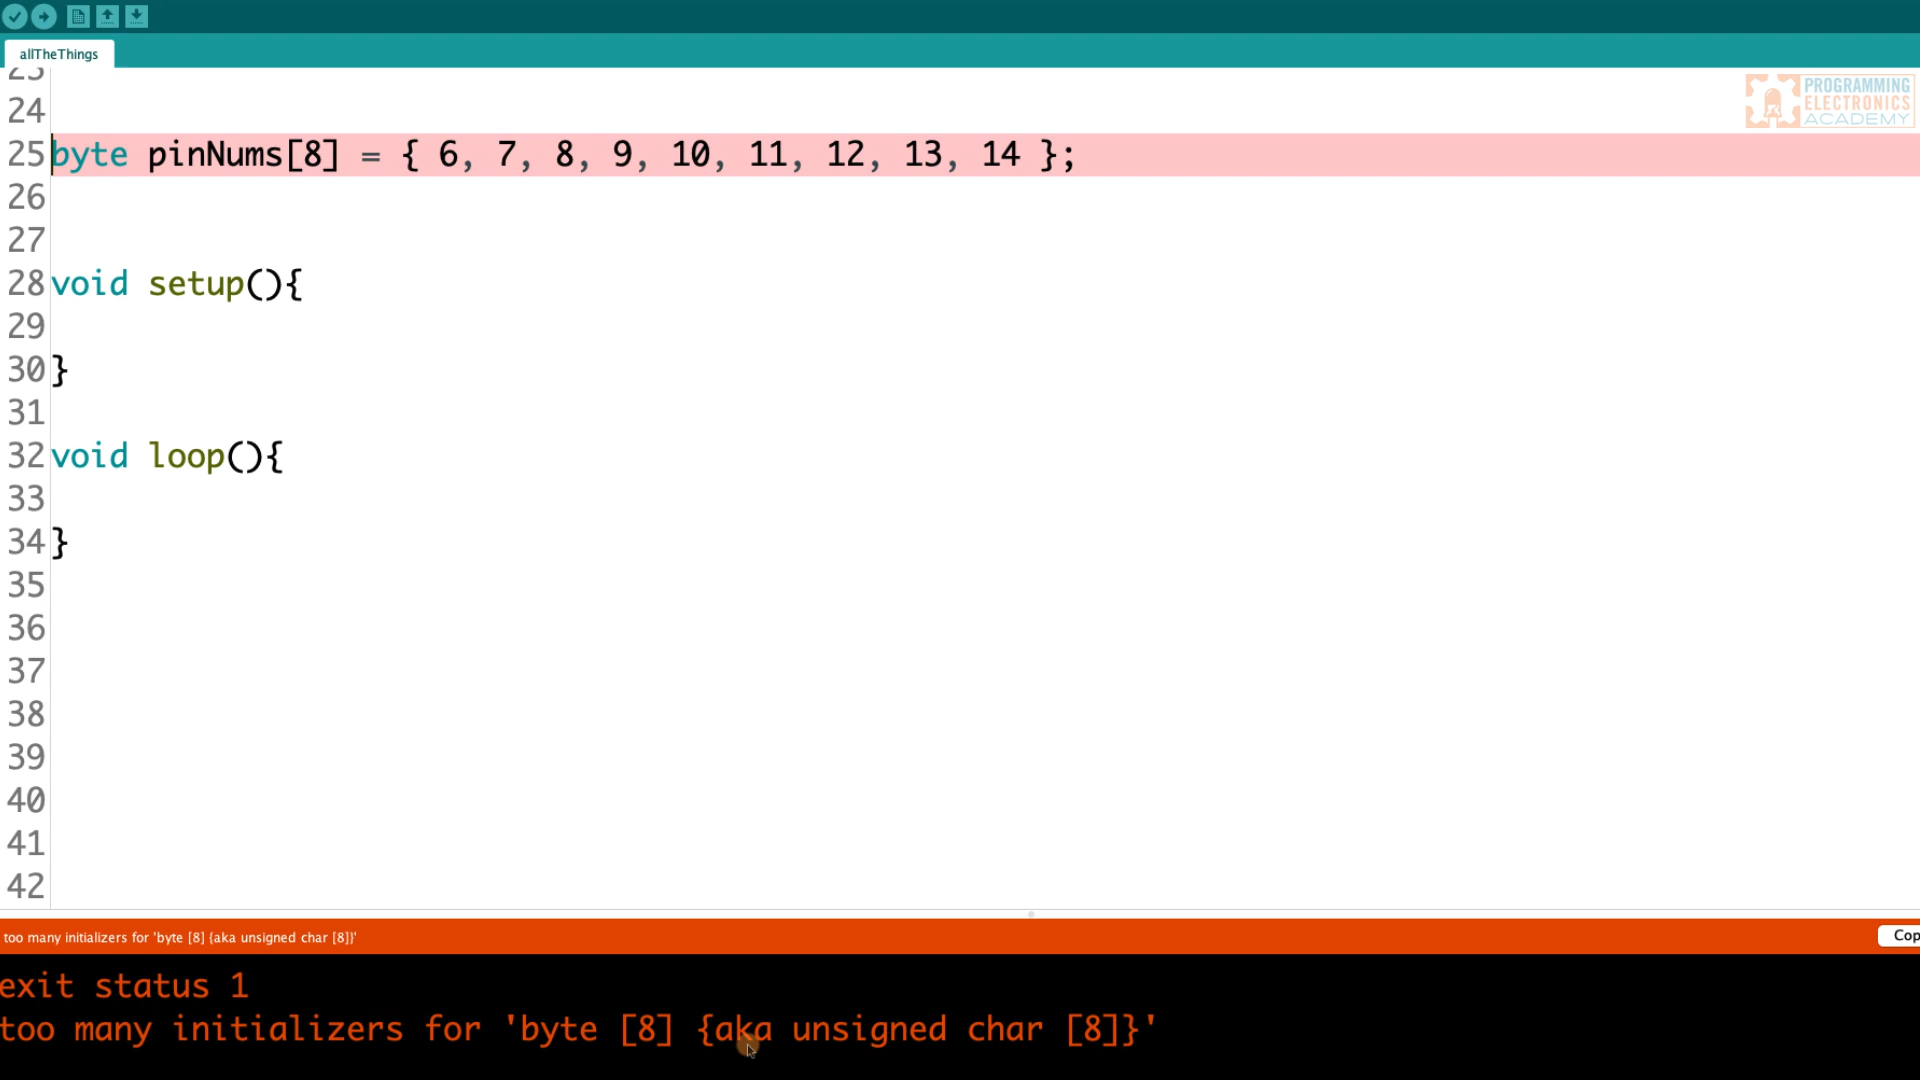 allTheThings
23
24
25 byte pinNums[8] = { 6, 7, 8, 9, 10, 11, 12, 13, 14 };
26
27
28 void setup(){
29
30 }
31
32 void loop(){
33
34 }
35
36
37
38
39
40
41
42
PROGRAMMING
ELECTRONICS
ACADEMY
too many initializers for 'byte [8] {aka unsigned char [8]}'
Cop
exit status 1
too many initializers for 'byte [8] {aka unsigned char [8]}'